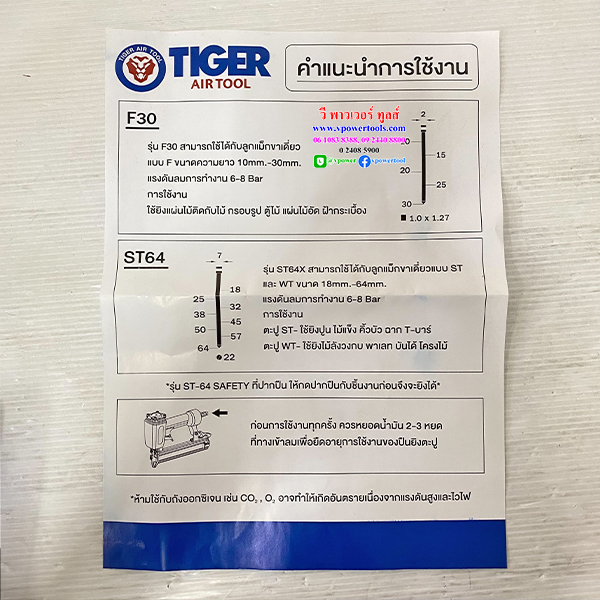 TIGER AIR TOOL
TIGER
AIR TOOL
คำแนะนำการใช้งาน
F30
วี พาวเวอร์ ทูลส์
www.vpowertools.com
06 1083 8388, 09 2440 8800
0 2408 5900
vpowertool
รุ่น F30 สามารถใช้ได้กับลูกแม็กขาเดี่ยว
แบบ F ขนาดความยาว 10mm.-30mm.
แรงดันลมการทำงาน 6-8 Bar
การใช้งาน
ใช้ยิงแผ่นไม้ติดกับไม้ กรอบรูป ตู้ไม้ แผ่นไม้อัด ฝ้ากระเบื้อง
2
15
20
25
30
1.0 x 1.27
ST64
7
18
25
32
38
45
50
57
64
22
รุ่น ST64X สามารถใช้ได้กับลูกแม็กขาเดี่ยวแบบ ST
และ WT ขนาด 18mm.-64mm.
แรงดันลมการทำงาน 6-8 Bar
การใช้งาน
ตะปู ST- ใช้ยิงปูน ไม้แข็ง คิ้วบัว ฉาก T-บาร์
ตะปู WT- ใช้ยิงไม้ลังวงกบ พาเลท บันได้ โครงไม้
*รุ่น ST-64 SAFETY ที่ปากปืน ให้กดปากปืนกับชิ้นงานก่อนจึงจะยิงได้*
ก่อนการใช้งานทุกครั้ง ควรหยอดน้ำมัน 2-3 หยด
ที่ทางเข้าลมเพื่อยืดอายุการใช้งานของปืนยิงตะปู
*ห้ามใช้กับถังออกซิเจน เช่น CO₂ , O₂ อาจทำให้เกิดอันตรายเนื่องจากแรงดันสูงและไวไฟ